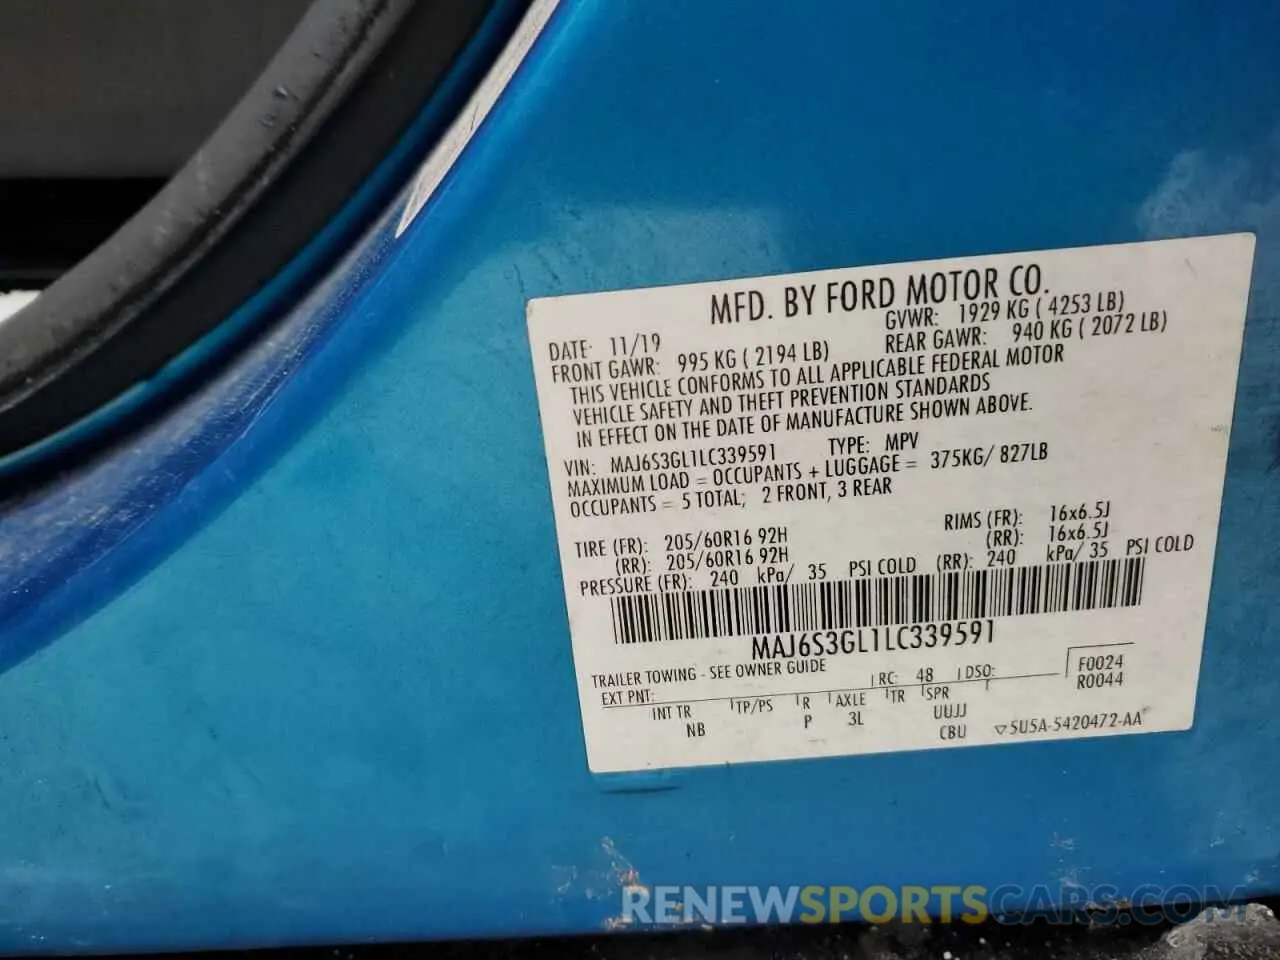 MFD. BY FORD MOTOR CO.
DATE: 11/19 GVWR: 1929 KG ( 4253 LB)
FRONT GAWR: 995 KG ( 2194 LB) REAR GAWR: 940 KG ( 2072 LB)
THIS VEHICLE CONFORMS TO ALL APPLICABLE FEDERAL MOTOR
VEHICLE SAFETY AND THEFT PREVENTION STANDARDS
IN EFFECT ON THE DATE OF MANUFACTURE SHOWN ABOVE.
VIN: MAJ6S3GL1LC339591 TYPE: MPV
MAXIMUM LOAD = OCCUPANTS + LUGGAGE = 375KG/ 827LB
OCCUPANTS = 5 TOTAL; 2 FRONT, 3 REAR
TIRE (FR): 205/60R16 92H RIMS (FR): 16x6.5J
(RR): 205/60R16 92H (RR): 16x6.5J
PRESSURE (FR): 240 kPa/ 35 PSI COLD (RR): 240 kPa/ 35 PSI COLD
MAJ6S3GL1LC339591
TRAILER TOWING - SEE OWNER GUIDE
EXT PNT: RC: 48 DSO: F0024
R0044
INT TR TP/PS R AXLE TR SPR
NB P 3L UUJJ
CBU 5U5A-5420472-AA
RENEWSPORTSCARS.COM